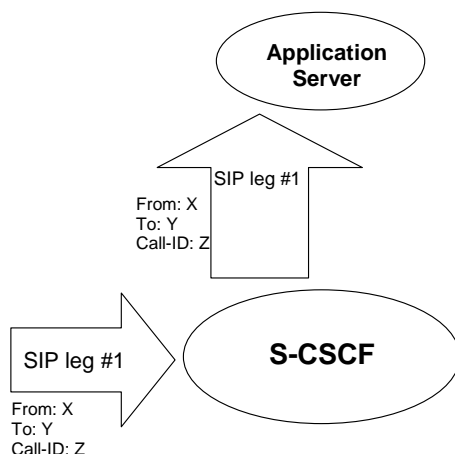 Application
Server
SIP leg #1
From: X
To: Y
Call-ID: Z
S-CSCF
SIP leg #1
From: X
To: Y
Call-ID: Z